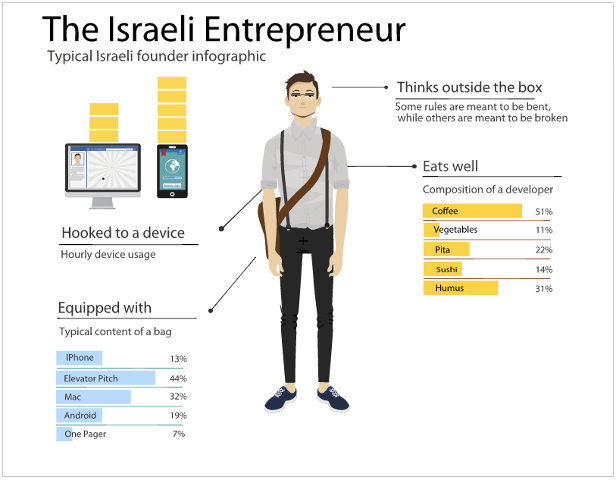 The Israeli Entrepreneur
Typical Israeli founder infographic
Thinks outside the box
Some rules are meant to be bent,
while others are meant to be broken
Eats well
Composition of a developer
Coffee 51%
Vegetables 11%
Pita 22%
Sushi 14%
Humus 31%
Hooked to a device
Hourly device usage
Equipped with
Typical content of a bag
IPhone 13%
Elevator Pitch 44%
Mac 32%
Android 19%
One Pager 7%